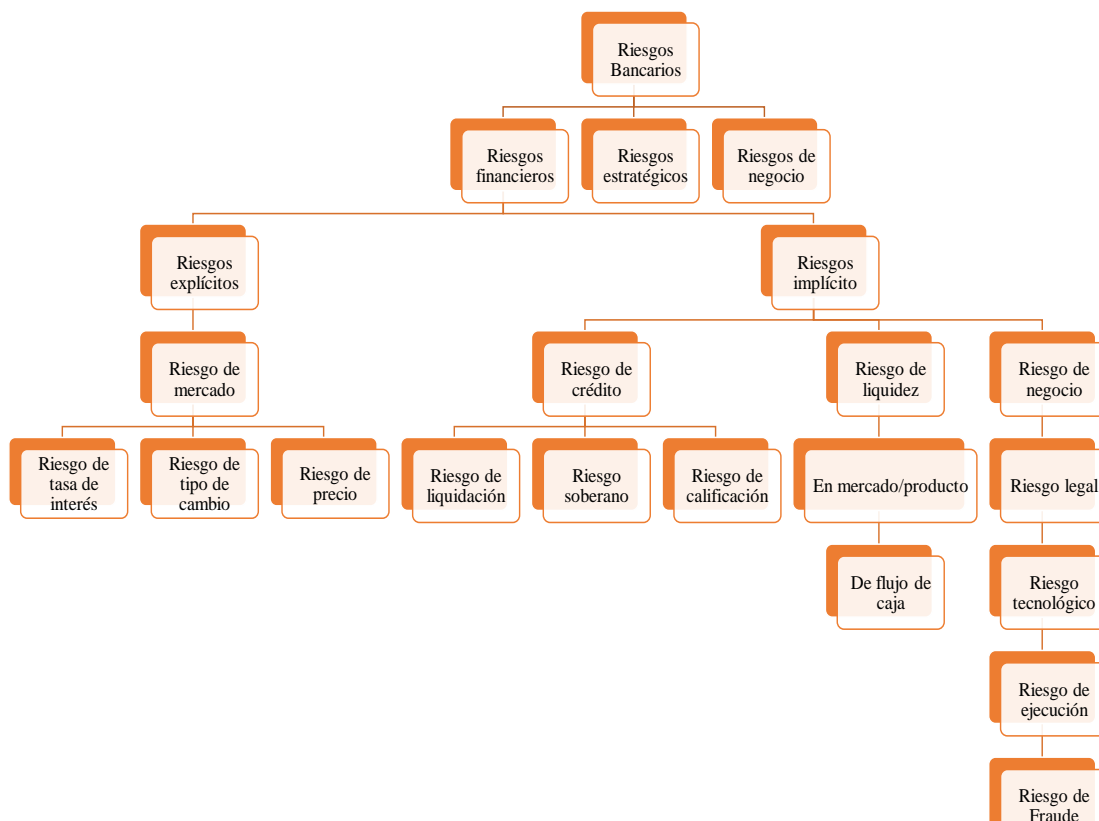 Riesgos
Bancarios
Riesgos
financieros
Riesgos
estratégicos
Riesgos de
negocio
Riesgos
explícitos
Riesgos
implícito
Riesgo de
mercado
Riesgo de
crédito
Riesgo de
liquidez
Riesgo de
negocio
Riesgo de
tasa de
interés
Riesgo de
tipo de
cambio
Riesgo de
precio
Riesgo de
liquidación
Riesgo
soberano
Riesgo de
calificación
En mercado/producto
Riesgo legal
De flujo de
caja
Riesgo
tecnológico
Riesgo de
ejecución
Riesgo de
Fraude